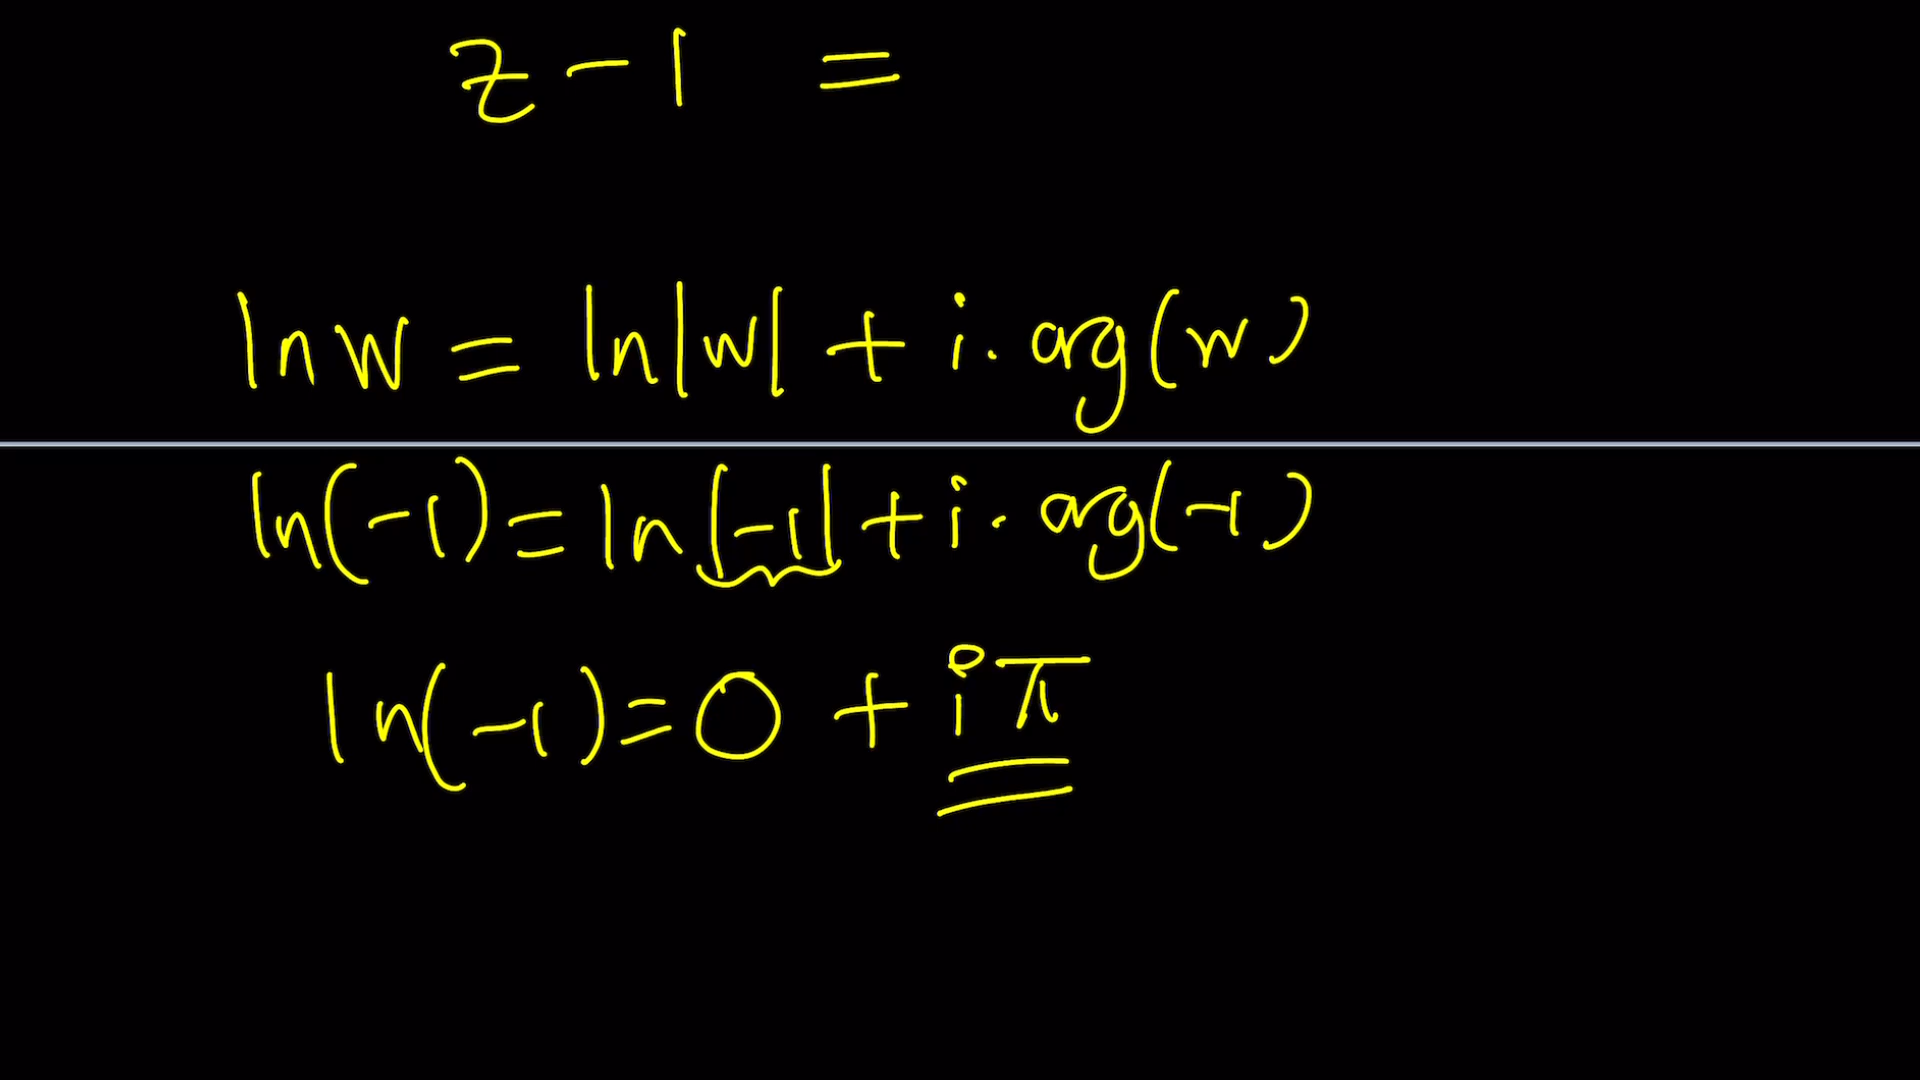 z - 1 =
ln w = ln|w| + i. arg(w)
ln(-1) = ln|-1| + i. arg(-1)
ln(-1) = 0 + iπ